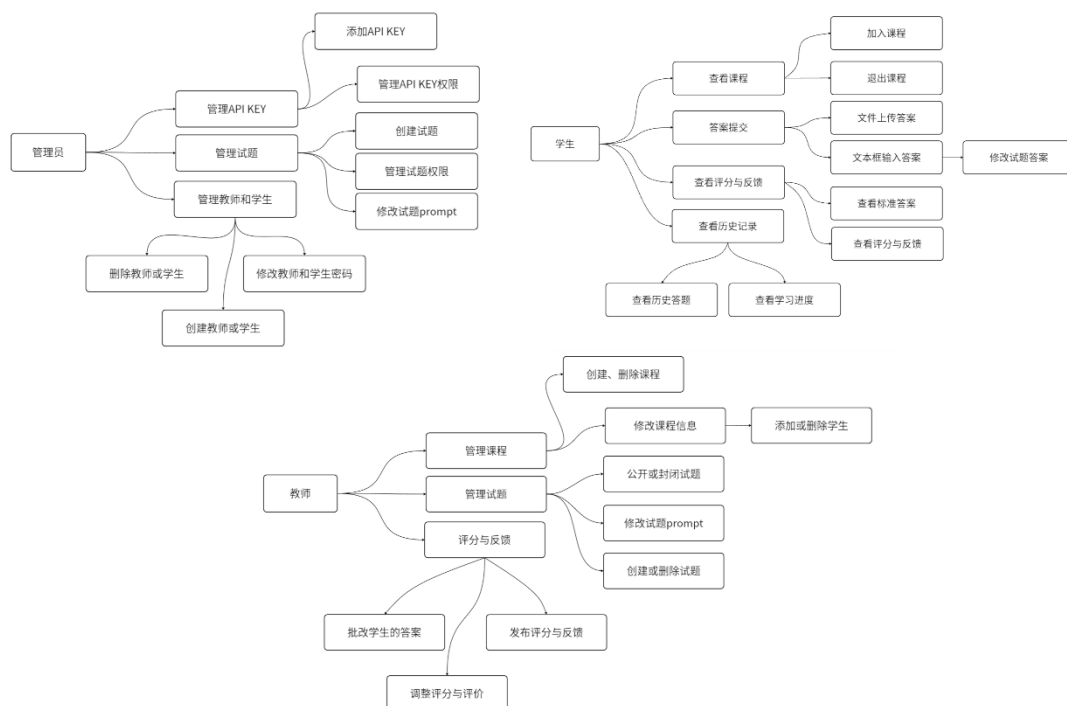 管理员
管理API KEY
添加API KEY
管理API KEY权限
管理试题
创建试题
管理试题权限
修改试题prompt
管理教师和学生
删除教师或学生
修改教师和学生密码
创建教师或学生
学生
查看课程
加入课程
退出课程
答案提交
文件上传答案
文本框输入答案
修改试题答案
查看评分与反馈
查看标准答案
查看评分与反馈
查看历史记录
查看历史答题
查看学习进度
教师
管理课程
创建、删除课程
修改课程信息
添加或删除学生
管理试题
公开或封闭试题
修改试题prompt
创建或删除试题
评分与反馈
批改学生的答案
发布评分与反馈
调整评分与评价